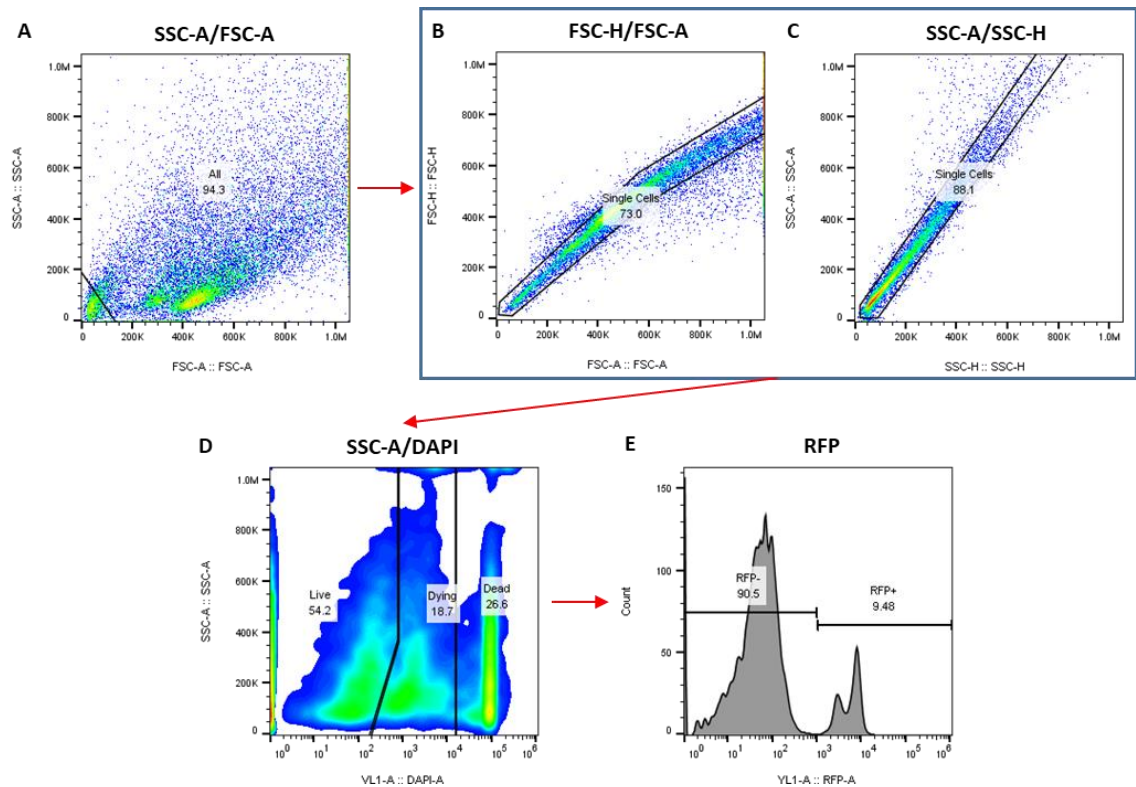 A
SSC-A/FSC-A
1.0M
800K
600K
400K
200K
0
SSC-A :: SSC-A
All
94.3
0
200K
400K
600K
800K
1.0M
FSC-A :: FSC-A
B
FSC-H/FSC-A
1.0M
800K
600K
400K
200K
0
FSC-H :: FSC-H
Single Cells
73.0
0
200K
400K
600K
800K
1.0M
FSC-A :: FSC-A
C
SSC-A/SSC-H
1.0M
800K
600K
400K
200K
0
SSC-A :: SSC-A
Single Cells
88.1
0
200K
400K
600K
800K
1.0M
SSC-H :: SSC-H
D
SSC-A/DAPI
1.0M
800K
600K
400K
200K
0
SSC-A :: SSC-A
Live
54.2
Dying
18.7
Dead
26.6
10^0
10^1
10^2
10^3
10^4
10^5
10^6
VL1-A :: DAPI-A
E
RFP
150
100
50
0
Count
RFP-
90.5
RFP+
9.48
10^0
10^1
10^2
10^3
10^4
10^5
10^6
YL1-A :: RFP-A